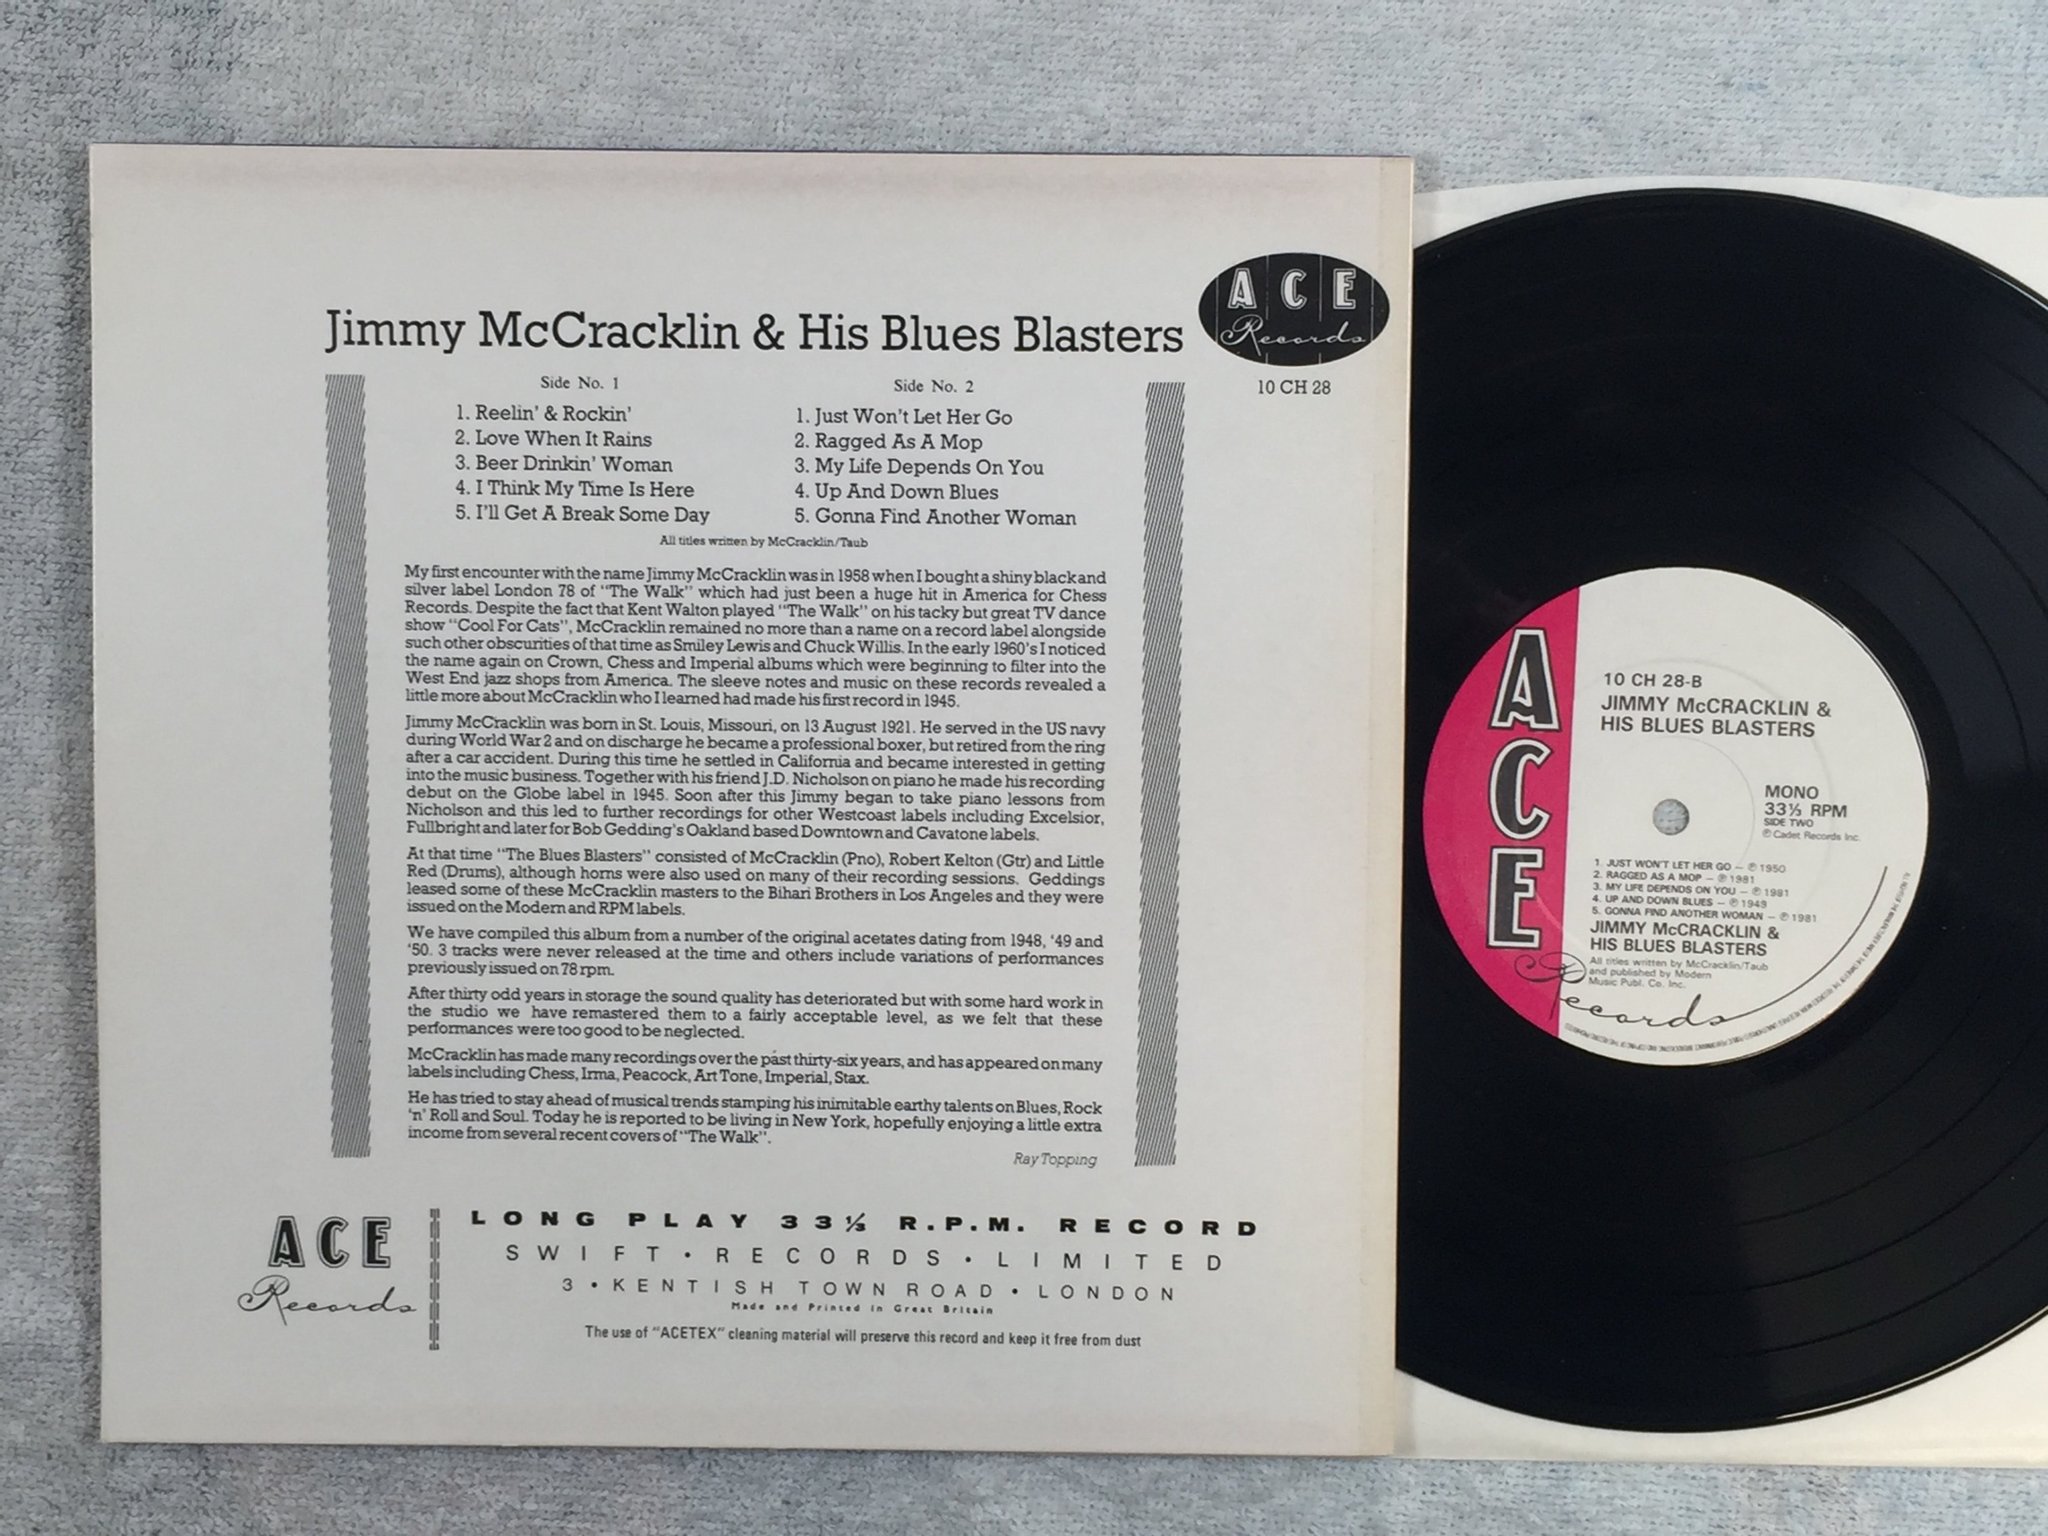 Jimmy McCracklin & His Blues Blasters
ACE
Records
10 CH 28
Side No. 1
1. Reelin' & Rockin'
2. Love When It Rains
3. Beer Drinkin' Woman
4. I Think My Time Is Here
5. I'll Get A Break Some Day
Side No. 2
1. Just Won't Let Her Go
2. Ragged As A Mop
3. My Life Depends On You
4. Up And Down Blues
5. Gonna Find Another Woman
All titles written by McCracklin/Taub
My first encounter with the name Jimmy McCracklin was in 1958 when I bought a shiny black and
silver label London 78 of "The Walk" which had just been a huge hit in America for Chess
Records. Despite the fact that Kent Walton played "The Walk" on his tacky but great TV dance
show "Cool For Cats", McCracklin remained no more than a name on a record label alongside
such other obscurities of that time as Smiley Lewis and Chuck Willis. In the early 1960's I noticed
the name again on Crown, Chess and Imperial albums which were beginning to filter into the
West End jazz shops from America. The sleeve notes and music on these records revealed a
little more about McCracklin who I learned had made his first record in 1945.
Jimmy McCracklin was born in St. Louis, Missouri, on 13 August 1921. He served in the US navy
during World War 2 and on discharge he became a professional boxer, but retired from the ring
after a car accident. During this time he settled in California and became interested in getting
into the music business. Together with his friend J.D. Nicholson on piano he made his recording
debut on the Globe label in 1945. Soon after this Jimmy began to take piano lessons from
Nicholson and this led to further recordings for other Westcoast labels including Excelsior,
Fullbright and later for Bob Gedding's Oakland based Downtown and Cavatone labels.
At that time "The Blues Blasters" consisted of McCracklin (Pno), Robert Kelton (Gtr) and Little
Red (Drums), although horns were also used on many of their recording sessions. Geddings
leased some of these McCracklin masters to the Bihari Brothers in Los Angeles and they were
issued on the Modern and RPM labels.
We have compiled this album from a number of the original acetates dating from 1948, '49 and
'50. 3 tracks were never released at the time and others include variations of performances
previously issued on 78 rpm.
After thirty odd years in storage the sound quality has deteriorated but with some hard work in
the studio we have remastered them to a fairly acceptable level, as we felt that these
performances were too good to be neglected.
McCracklin has made many recordings over the past thirty-six years, and has appeared on many
labels including Chess, Irma, Peacock, Art Tone, Imperial, Stax.
He has tried to stay ahead of musical trends stamping his inimitable earthy talents on Blues, Rock
'n' Roll and Soul. Today he is reported to be living in New York, hopefully enjoying a little extra
income from several recent covers of "The Walk".
Ray Topping
ACE
Records
LONG PLAY 33⅓ R.P.M. RECORD
SWIFT • RECORDS • LIMITED
3 • KENTISH TOWN ROAD • LONDON
Made and Printed in Great Britain
The use of "ACETEX" cleaning material will preserve this record and keep it free from dust
ACE
Records
10 CH 28-B
JIMMY McCRACKLIN &
HIS BLUES BLASTERS
MONO
33⅓ RPM
SIDE TWO
℗ Cadet Records Inc.
1. JUST WON'T LET HER GO – ℗ 1950
2. RAGGED AS A MOP – ℗ 1981
3. MY LIFE DEPENDS ON YOU – ℗ 1981
4. UP AND DOWN BLUES – ℗ 1949
5. GONNA FIND ANOTHER WOMAN – ℗ 1981
JIMMY McCRACKLIN &
HIS BLUES BLASTERS
All titles written by McCracklin/Taub
and published by Modern
Music Publ. Co. Inc.